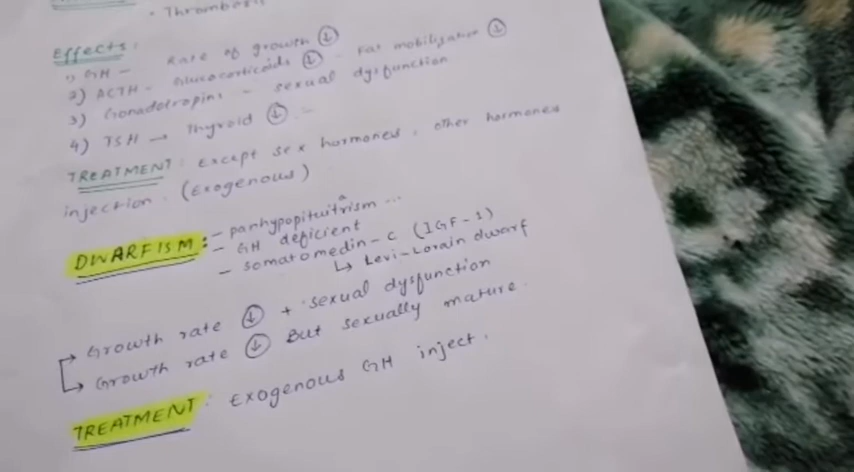 - Thrombosis
Effects:
1) GH - Rate of growth ↓
2) ACTH - Glucocorticoids ↓ - Fat mobilization ↓
3) Gonadotropins - sexual dysfunction
4) TSH → Thyroid ↓ -
TREATMENT: Except sex hormones, other hormones
injection. (Exogenous)
DWARFISM: - panhypopituitarism ...
- GH deficient
- somatomedin-C (IGF-1)
↳ Levi-Lorain dwarf
→ Growth rate ↓ + sexual dysfunction
→ Growth rate ↓ But sexually mature.
TREATMENT: Exogenous GH inject.